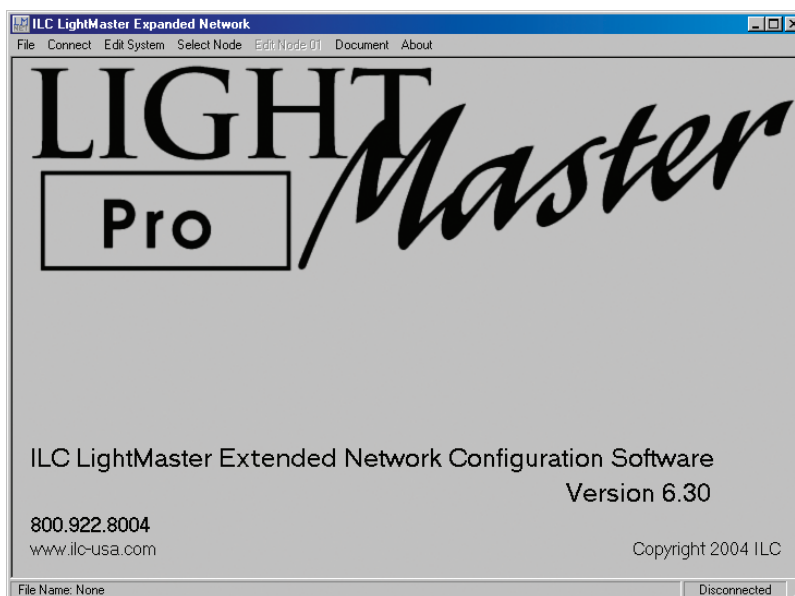 LM
NET
ILC LightMaster Expanded Network
File Connect Edit System Select Node Edit Node 01 Document About
LIGHT
Master
Pro
ILC LightMaster Extended Network Configuration Software
Version 6.30
800.922.8004
www.ilc-usa.com
Copyright 2004 ILC
File Name: None
Disconnected